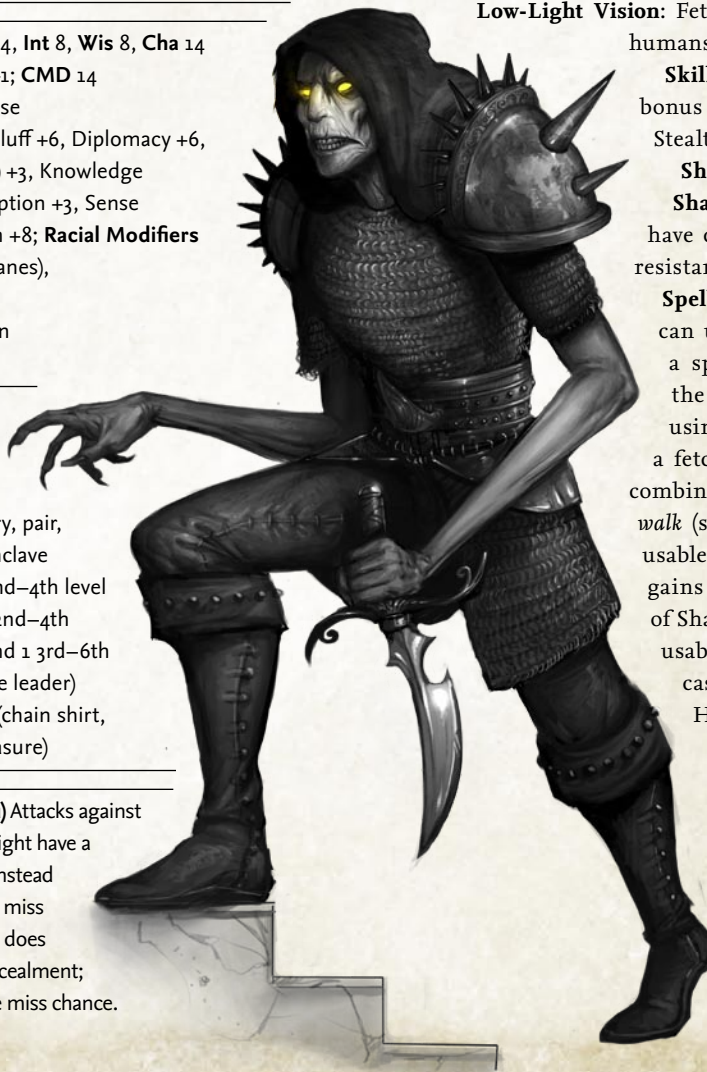 4, Int 8, Wis 8, Cha 14
1; CMD 14
se
luff +6, Diplomacy +6,
+3, Knowledge
ption +3, Sense
+8; Racial Modifiers
anes),
n
ry, pair,
nclave
nd–4th level
2nd–4th
nd 1 3rd–6th
e leader)
(chain shirt,
asure)
) Attacks against
ight have a
nstead
miss
does
cealment;
e miss chance.
Low-Light Vision: Fet
humans
Skill
bonus
Stealt
Sh
Sha
have c
resistan
Spell
can u
a sp
the
usin
a fetc
combin
walk (s
usable
gains
of Sha
usab
cas
H